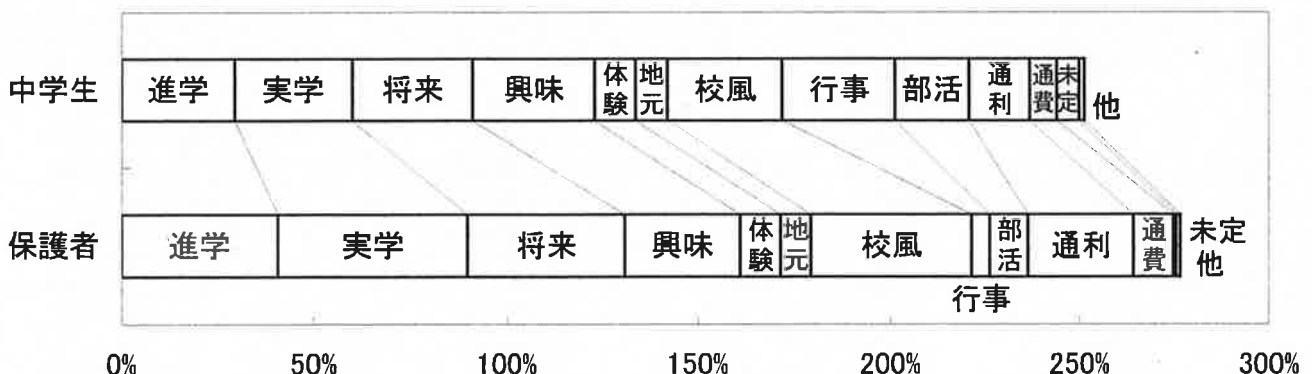 中学生 進学 実学 将来 興味 体験 地元 校風 行事 部活 通利 通費 未定 他
保護者 進学 実学 将来 興味 体験 地元 校風 行事 部活 通利 通費 未定 他
0% 50% 100% 150% 200% 250% 300%